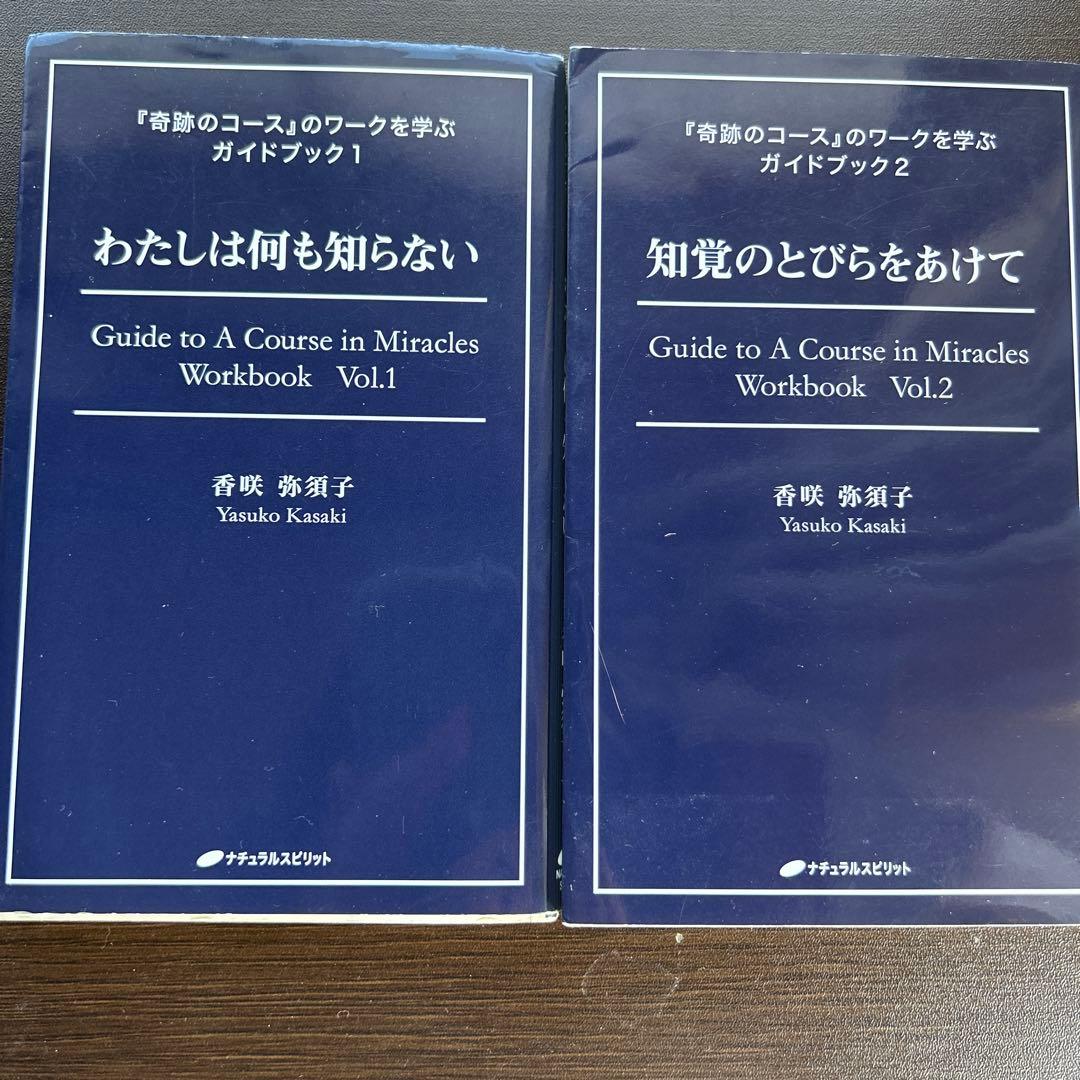 『奇跡のコース』のワークを学ぶ
ガイドブック1
わたしは何も知らない
Guide to A Course in Miracles
Workbook Vol.1
香咲 弥須子
Yasuko Kasaki
ナチュラルスピリット
『奇跡のコース』のワークを学ぶ
ガイドブック2
知覚のとびらをあけて
Guide to A Course in Miracles
Workbook Vol.2
香咲 弥須子
Yasuko Kasaki
ナチュラルスピリット